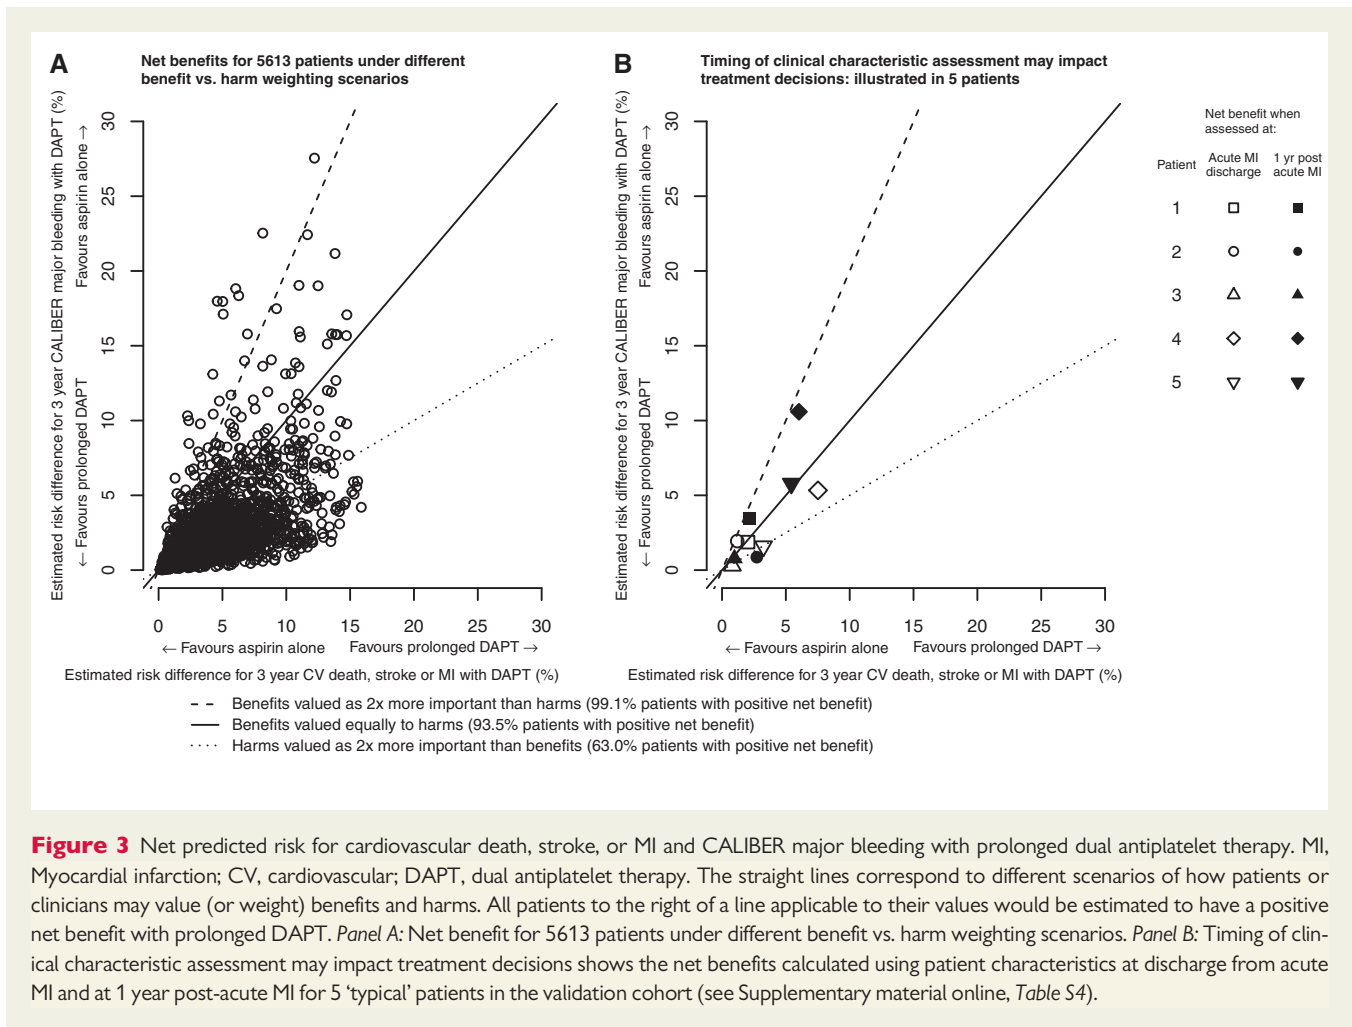 A
Net benefits for 5613 patients under different
benefit vs. harm weighting scenarios
Estimated risk difference for 3 year CALIBER major bleeding with DAPT (%)
← Favours prolonged DAPT
Favours aspirin alone →
30
25
20
15
10
5
0
0 5 10 15 20 25 30
← Favours aspirin alone
Favours prolonged DAPT →
Estimated risk difference for 3 year CV death, stroke or MI with DAPT (%)
B
Timing of clinical characteristic assessment may impact
treatment decisions: illustrated in 5 patients
Estimated risk difference for 3 year CALIBER major bleeding with DAPT (%)
← Favours prolonged DAPT
Favours aspirin alone →
30
25
20
15
10
5
0
0 5 10 15 20 25 30
← Favours aspirin alone
Favours prolonged DAPT →
Estimated risk difference for 3 year CV death, stroke or MI with DAPT (%)
Net benefit when
assessed at:
Patient
Acute MI
discharge
1 yr post
acute MI
1
2
3
4
5
Benefits valued as 2x more important than harms (99.1% patients with positive net benefit)
Benefits valued equally to harms (93.5% patients with positive net benefit)
Harms valued as 2x more important than benefits (63.0% patients with positive net benefit)
Figure 3 Net predicted risk for cardiovascular death, stroke, or MI and CALIBER major bleeding with prolonged dual antiplatelet therapy. MI,
Myocardial infarction; CV, cardiovascular; DAPT, dual antiplatelet therapy. The straight lines correspond to different scenarios of how patients or
clinicians may value (or weight) benefits and harms. All patients to the right of a line applicable to their values would be estimated to have a positive
net benefit with prolonged DAPT. Panel A: Net benefit for 5613 patients under different benefit vs. harm weighting scenarios. Panel B: Timing of clin-
ical characteristic assessment may impact treatment decisions shows the net benefits calculated using patient characteristics at discharge from acute
MI and at 1 year post-acute MI for 5 ‘typical’ patients in the validation cohort (see Supplementary material online, Table S4).